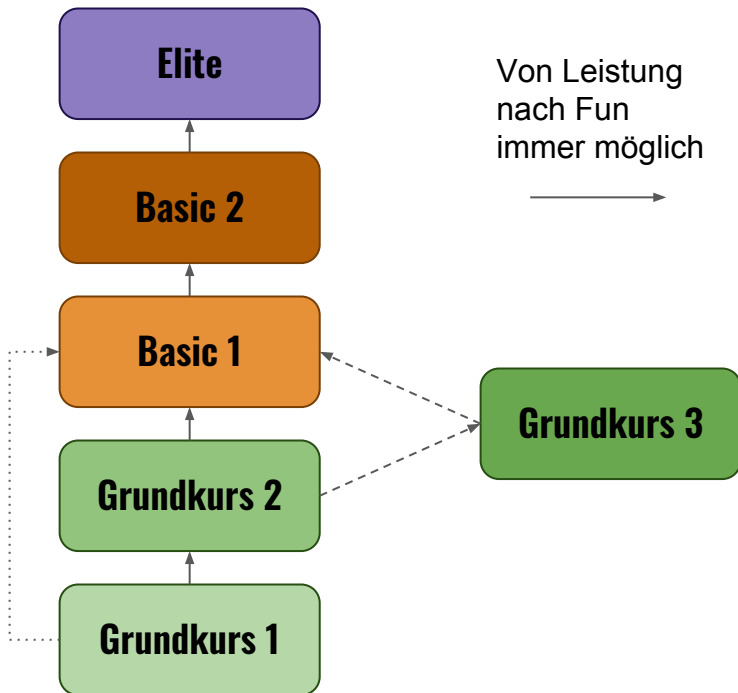 Elite
Von Leistung
nach Fun
immer möglich
Basic 2
Basic 1
Grundkurs 3
Grundkurs 2
Grundkurs 1